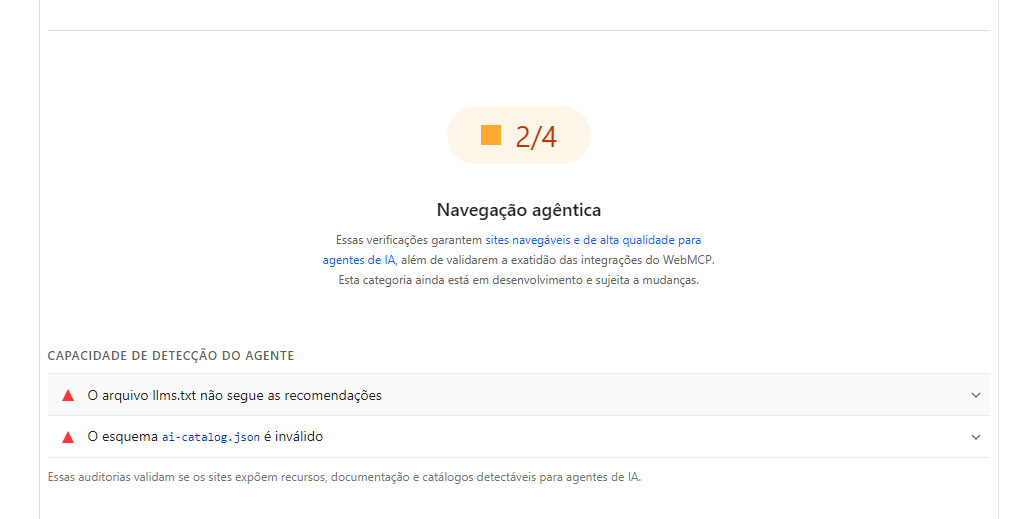 2/4
Navegação agêntica
Essas verificações garantem sites navegáveis e de alta qualidade para
agentes de IA, além de validarem a exatidão das integrações do WebMCP.
Esta categoria ainda está em desenvolvimento e sujeita a mudanças.
CAPACIDADE DE DETECÇÃO DO AGENTE
O arquivo llms.txt não segue as recomendações
O esquema ai-catalog.json é inválido
Essas auditorias validam se os sites expõem recursos, documentação e catálogos detectáveis para agentes de IA.